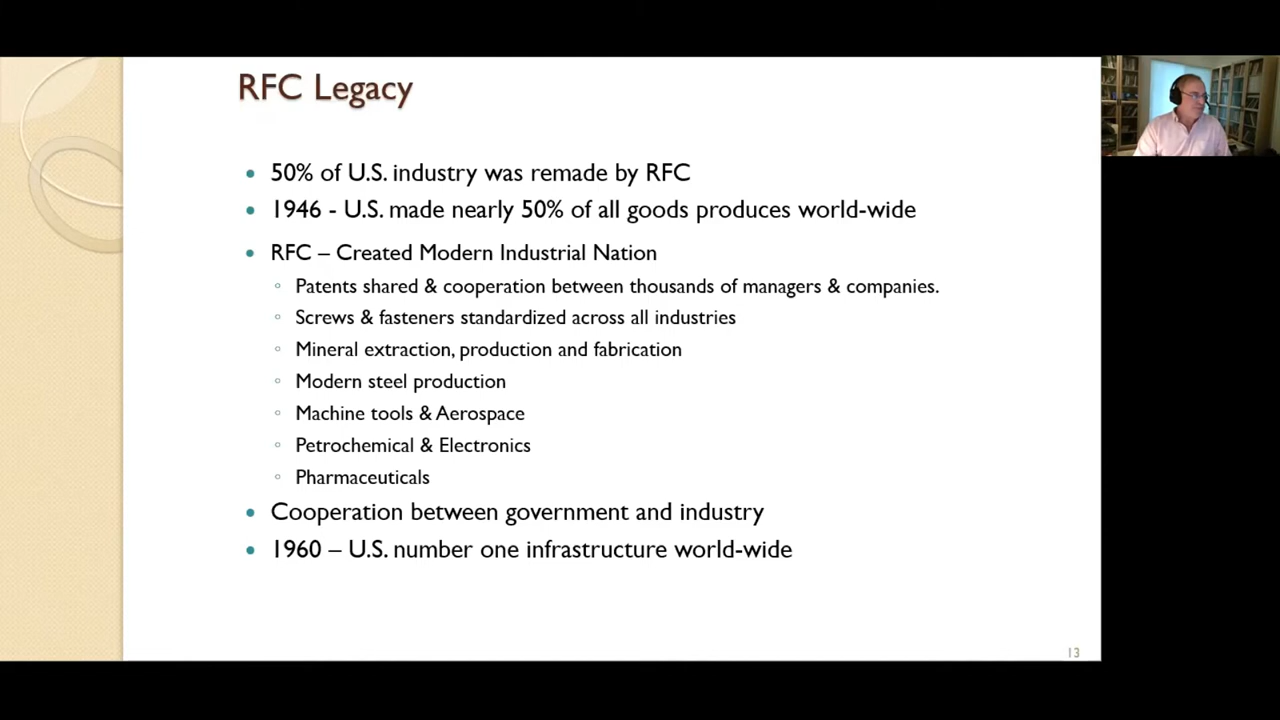 RFC Legacy
• 50% of U.S. industry was remade by RFC
• 1946 - U.S. made nearly 50% of all goods produces world-wide
• RFC – Created Modern Industrial Nation
◦ Patents shared & cooperation between thousands of managers & companies.
◦ Screws & fasteners standardized across all industries
◦ Mineral extraction, production and fabrication
◦ Modern steel production
◦ Machine tools & Aerospace
◦ Petrochemical & Electronics
◦ Pharmaceuticals
• Cooperation between government and industry
• 1960 – U.S. number one infrastructure world-wide
13